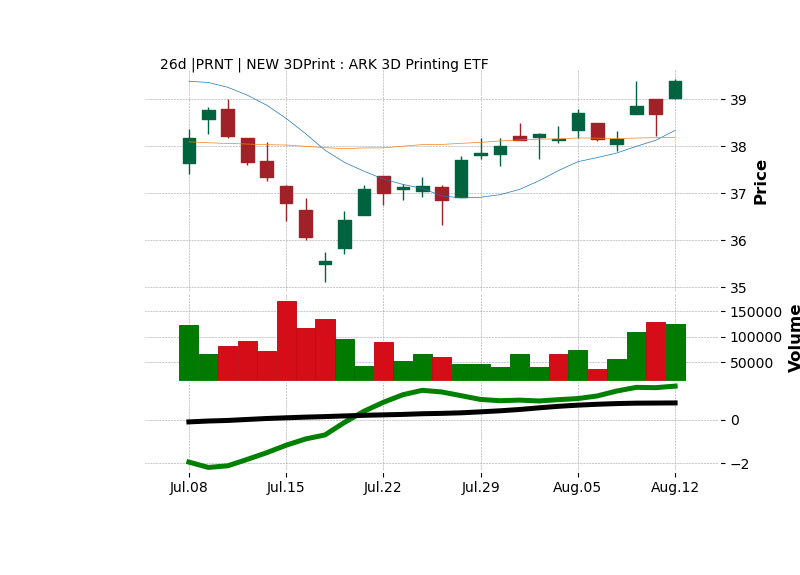 26d |PRNT | NEW 3DPrint : ARK 3D Printing ETF
39
38
37
36
35
Price
150000
100000
50000
Volume
0
−2
Jul.08 Jul.15 Jul.22 Jul.29 Aug.05 Aug.12